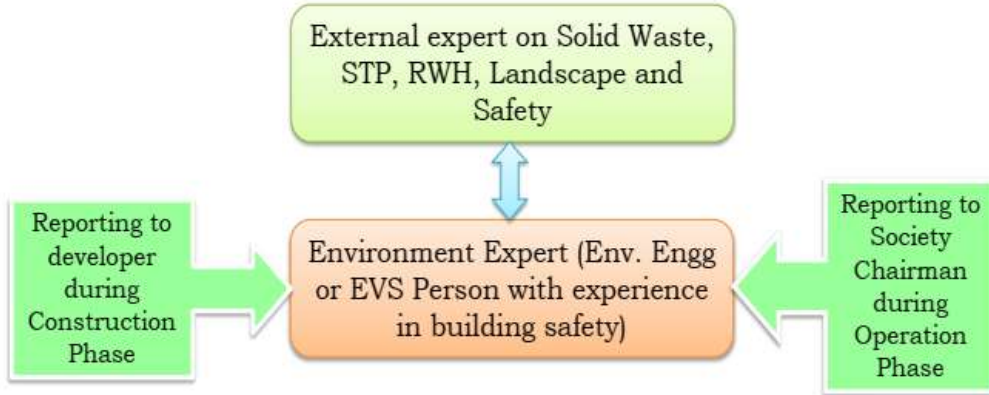 External expert on Solid Waste,
STP, RWH, Landscape and
Safety
Reporting to
developer
during
Construction
Phase
Environment Expert (Env. Engg
or EVS Person with experience
in building safety)
Reporting to
Society
Chairman
during
Operation
Phase